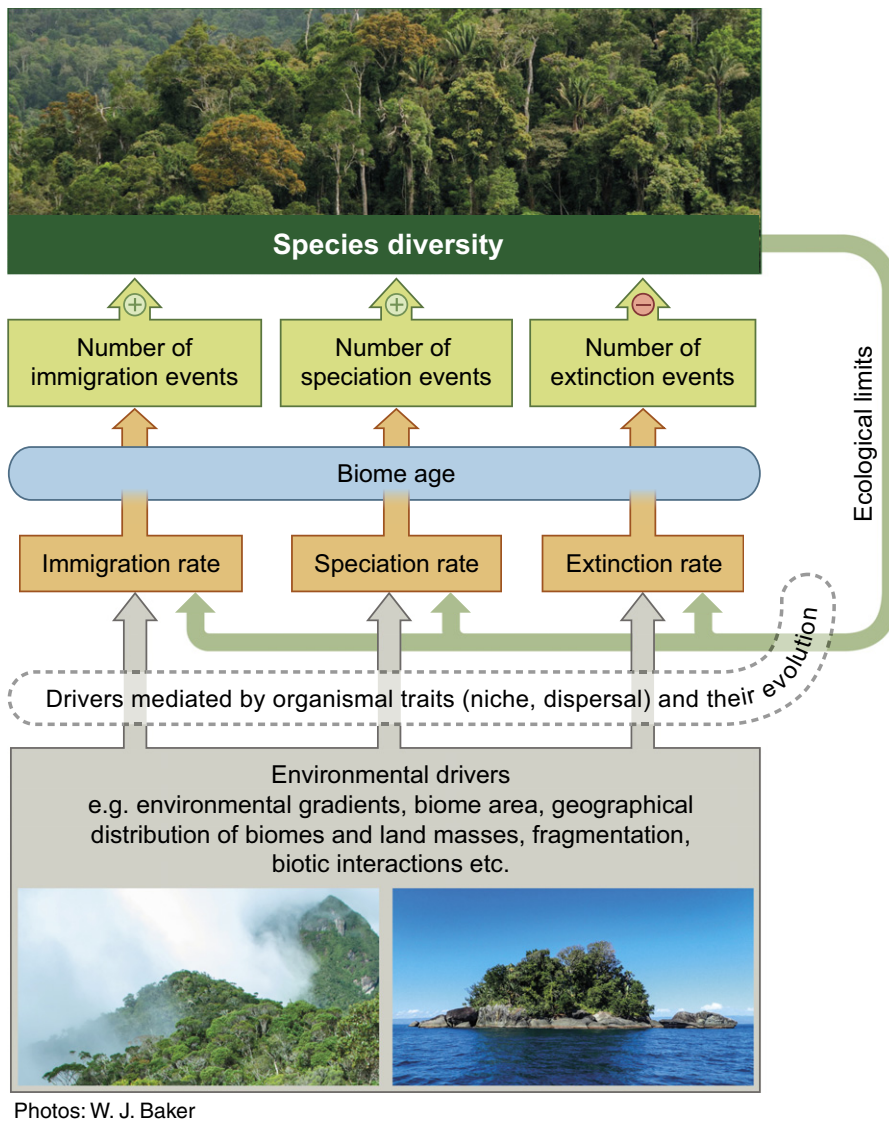 Species diversity
Number of
immigration events
Number of
speciation events
Number of
extinction events
Ecological limits
Biome age
Immigration rate
Speciation rate
Extinction rate
Drivers mediated by organismal traits (niche, dispersal) and their evolution
Environmental drivers
e.g. environmental gradients, biome area, geographical
distribution of biomes and land masses, fragmentation,
biotic interactions etc.
Photos: W. J. Baker